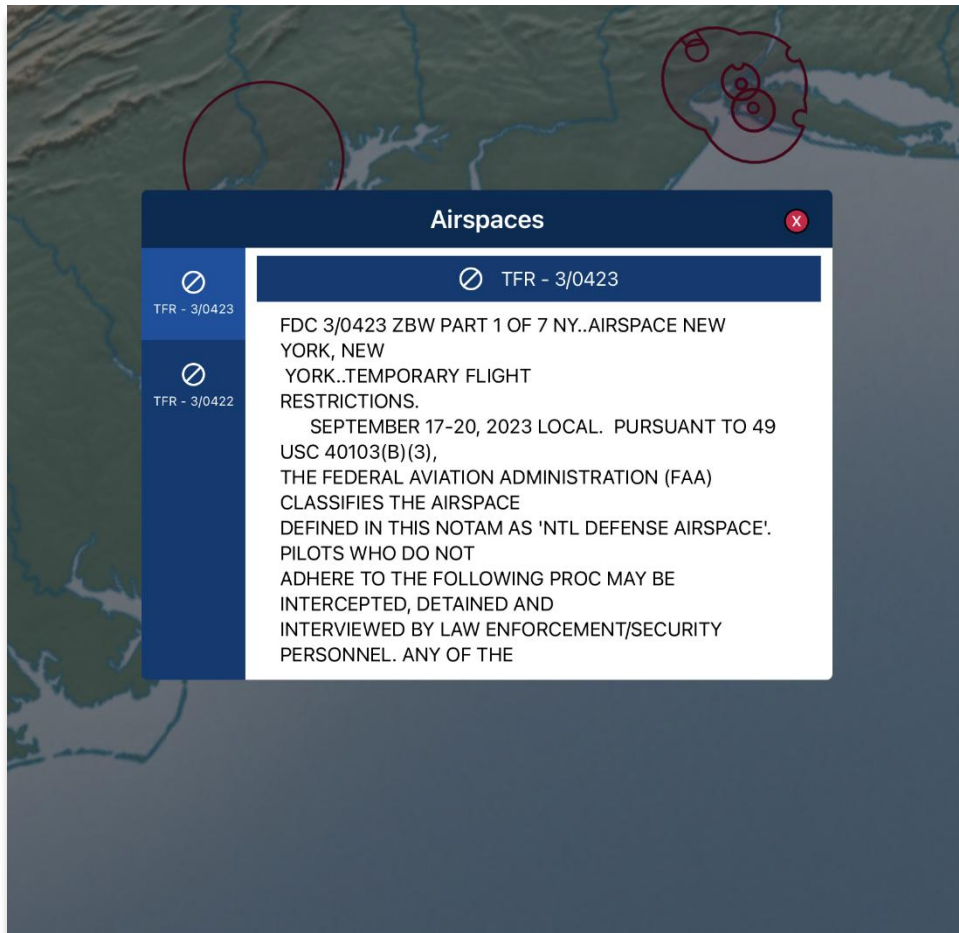 Airspaces
X
TFR - 3/0423
TFR - 3/0422
TFR - 3/0423
FDC 3/0423 ZBW PART 1 OF 7 NY..AIRSPACE NEW
YORK, NEW
YORK..TEMPORARY FLIGHT
RESTRICTIONS.
SEPTEMBER 17-20, 2023 LOCAL. PURSUANT TO 49
USC 40103(B)(3),
THE FEDERAL AVIATION ADMINISTRATION (FAA)
CLASSIFIES THE AIRSPACE
DEFINED IN THIS NOTAM AS 'NTL DEFENSE AIRSPACE'.
PILOTS WHO DO NOT
ADHERE TO THE FOLLOWING PROC MAY BE
INTERCEPTED, DETAINED AND
INTERVIEWED BY LAW ENFORCEMENT/SECURITY
PERSONNEL. ANY OF THE